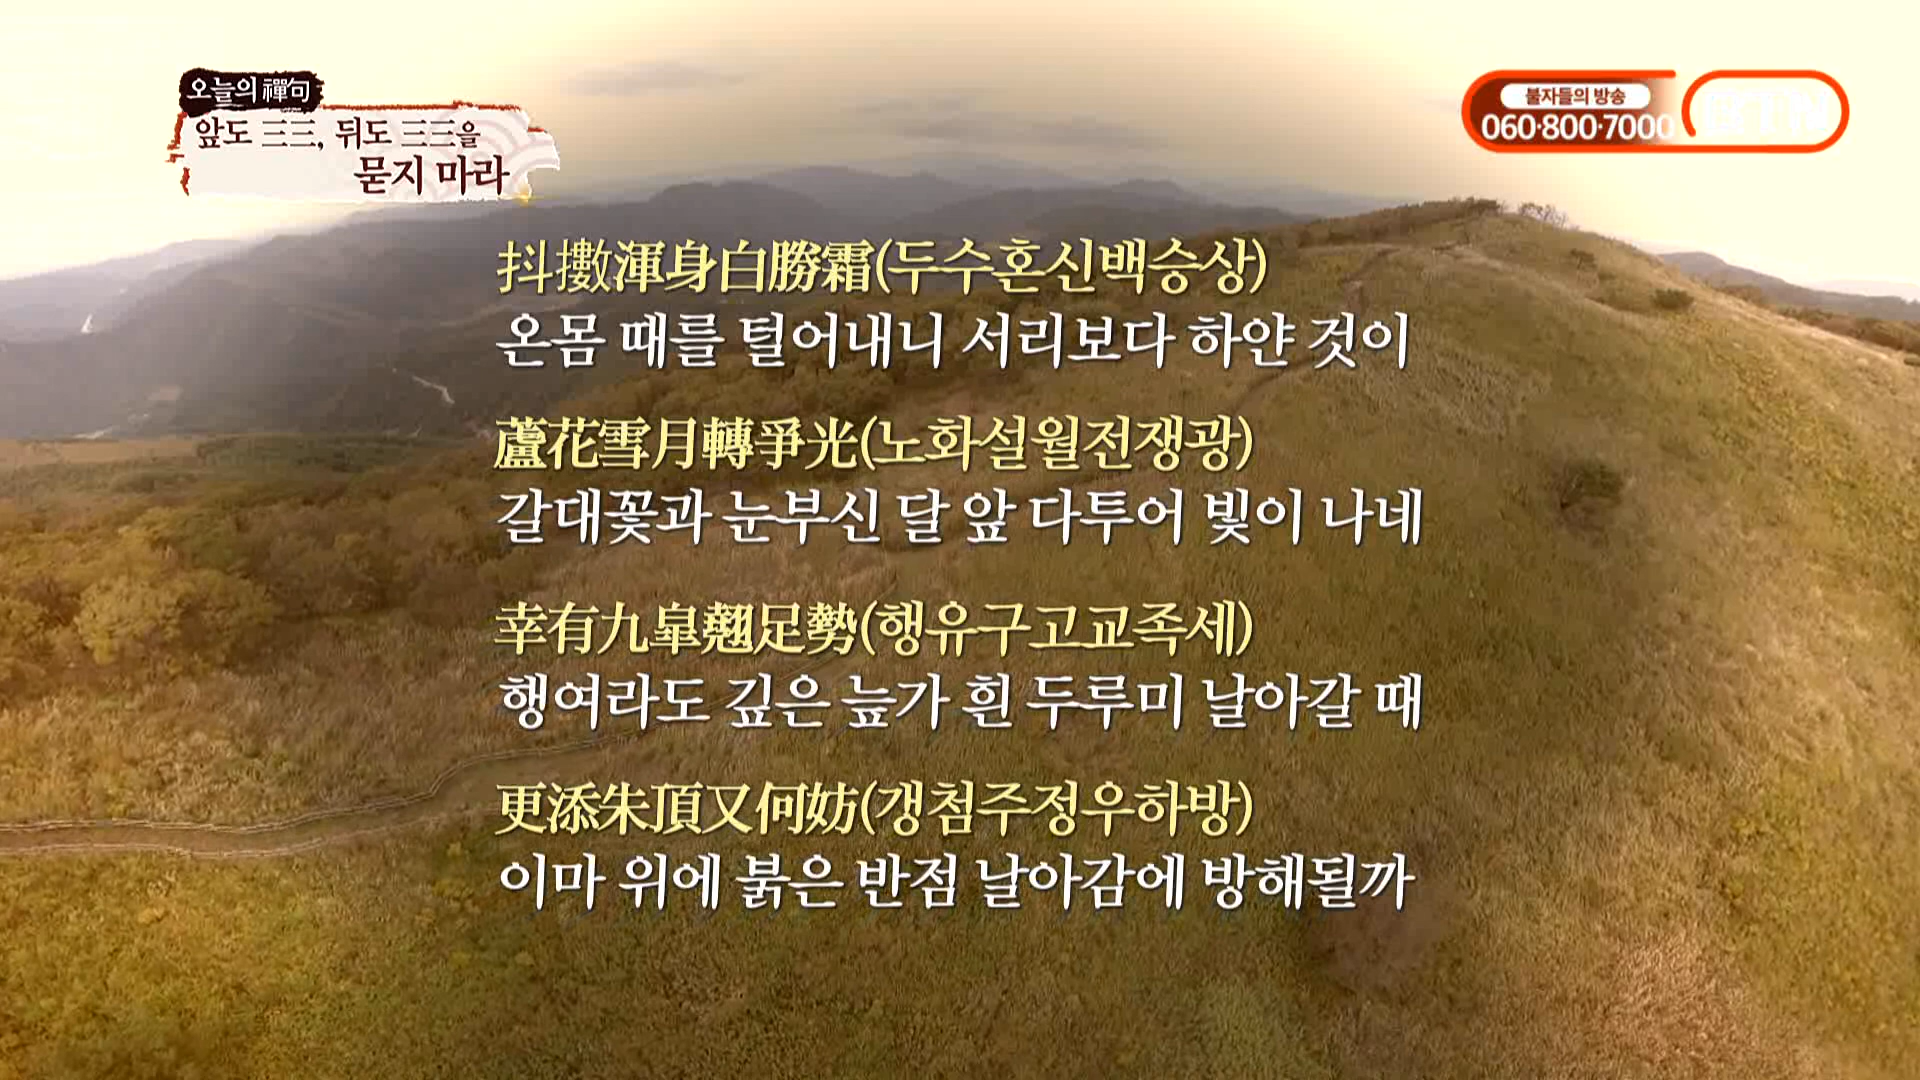 오늘의 禪句
앞도 三三, 뒤도 三三을
묻지 마라
불자들의 방송
060·800·7000
BTN
抖擻渾身白勝霜(두수혼신백승상)
온몸 때를 털어내니 서리보다 하얀 것이
蘆花雪月轉爭光(노화설월전쟁광)
갈대꽃과 눈부신 달 앞 다투어 빛이 나네
幸有九皐翹足勢(행유구고교족세)
행여라도 깊은 늪가 흰 두루미 날아갈 때
更添朱頂又何妨(갱첨주정우하방)
이마 위에 붉은 반점 날아감에 방해될까